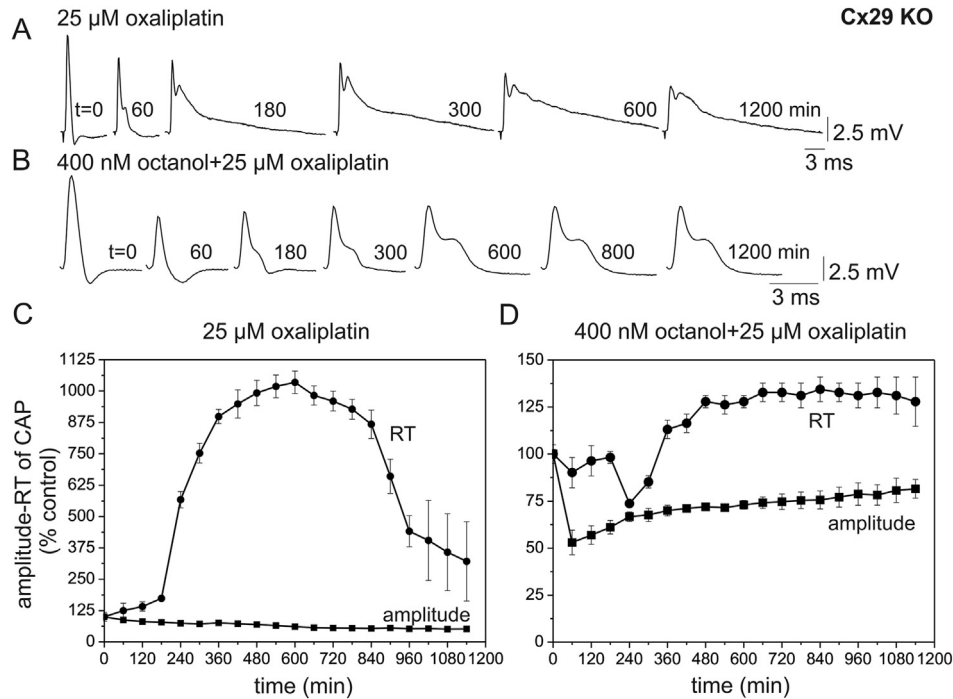 A
25 µM oxaliplatin
Cx29 KO
t=0 60 180 300 600 1200 min
2.5 mV
3 ms
B
400 nM octanol+25 µM oxaliplatin
t=0 60 180 300 600 800 1200 min
2.5 mV
3 ms
C
25 µM oxaliplatin
amplitude-RT of CAP
(% control)
1125
1000
875
750
625
500
375
250
125
0
RT
amplitude
0 120 240 360 480 600 720 840 960 1080 1200
time (min)
D
400 nM octanol+25 µM oxaliplatin
150
125
100
75
50
25
0
RT
amplitude
0 120 240 360 480 600 720 840 960 1080 1200
time (min)